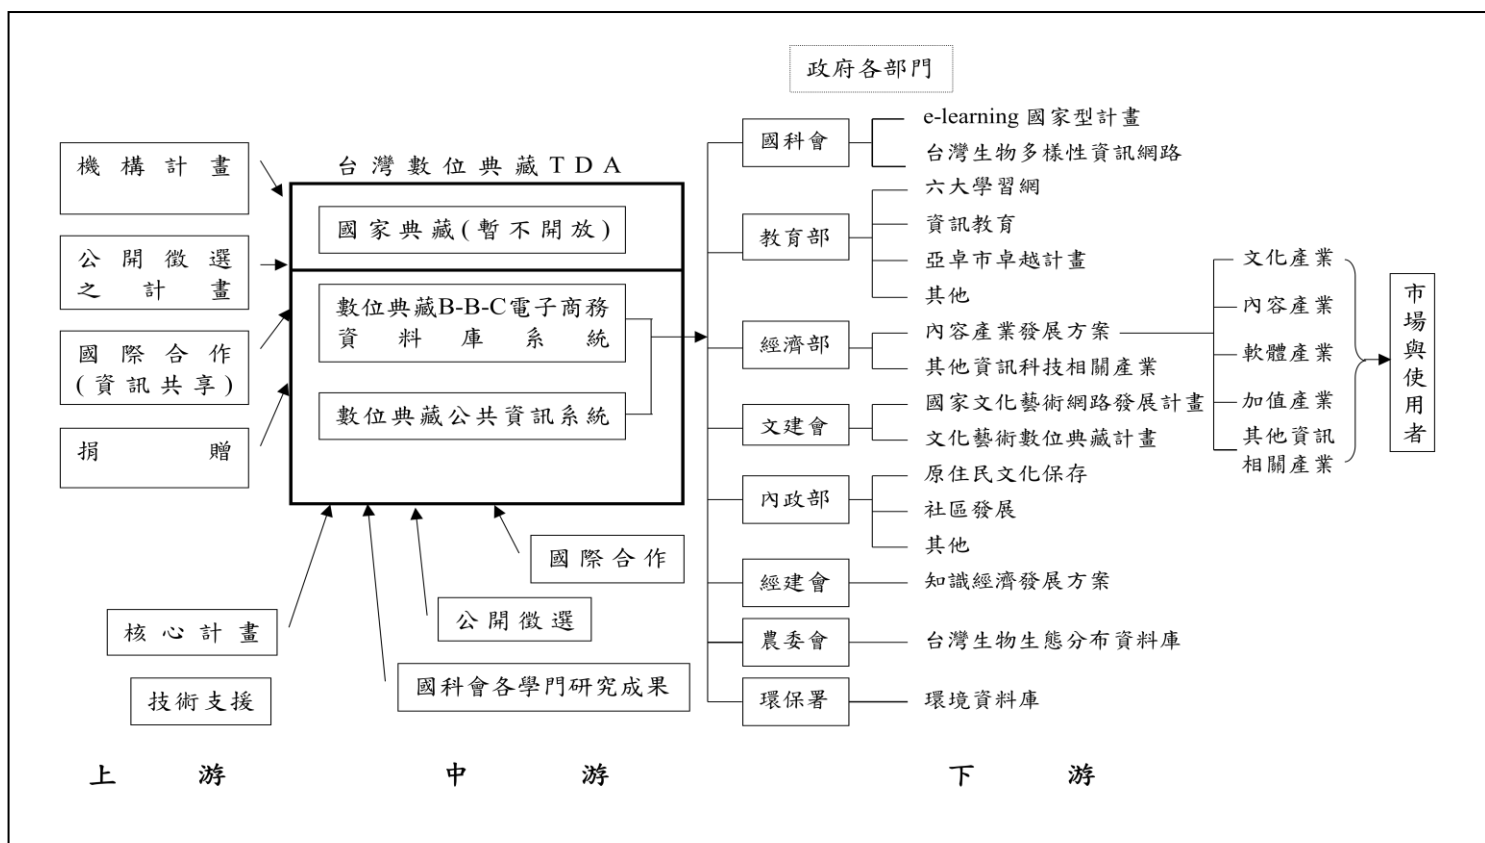 政府各部門
機構計畫
公開徵選
之計畫
國際合作
(資訊共享)
捐贈
台灣數位典藏TDA
國家典藏(暫不開放)
數位典藏B-B-C電子商務
資料庫系統
數位典藏公共資訊系統
國際合作
公開徵選
國科會各學門研究成果
核心計畫
技術支援
國科會
e-learning 國家型計畫
台灣生物多樣性資訊網路
教育部
六大學習網
資訊教育
亞卓市卓越計畫
其他
經濟部
內容產業發展方案
其他資訊科技相關產業
文建會
國家文化藝術網路發展計畫
文化藝術數位典藏計畫
內政部
原住民文化保存
社區發展
其他
經建會
知識經濟發展方案
農委會
台灣生物生態分布資料庫
環保署
環境資料庫
文化產業
內容產業
軟體產業
加值產業
其他資訊
相關產業
市場與使用者
上游
中游
下游